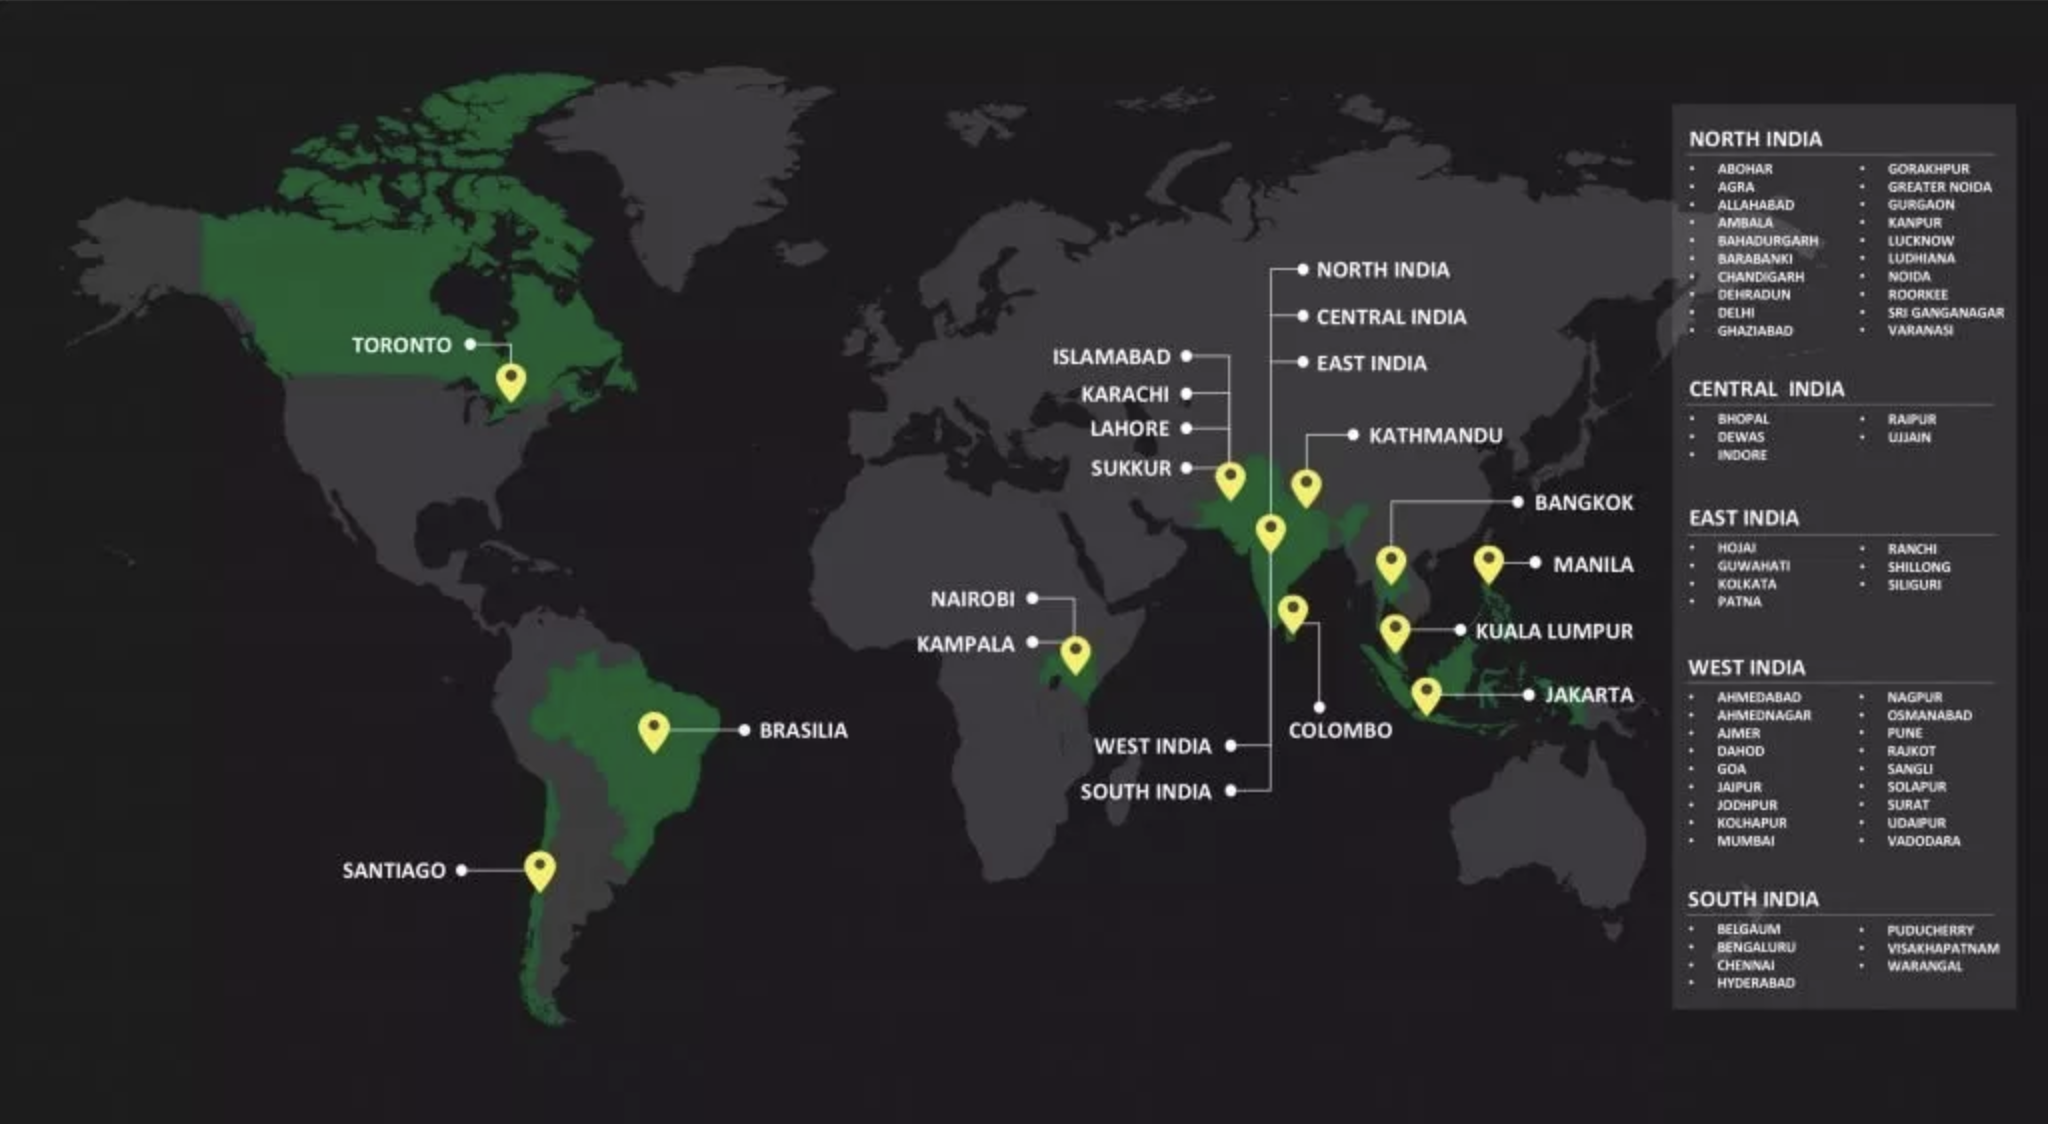 TORONTO
BRASILIA
SANTIAGO
NAIROBI
KAMPALA
ISLAMABAD
KARACHI
LAHORE
SUKKUR
NORTH INDIA
CENTRAL INDIA
EAST INDIA
KATHMANDU
BANGKOK
MANILA
KUALA LUMPUR
JAKARTA
COLOMBO
WEST INDIA
SOUTH INDIA
NORTH INDIA
• ABOHAR
• AGRA
• ALLAHABAD
• AMBALA
• BAHADURGARH
• BARABANKI
• CHANDIGARH
• DEHRADUN
• DELHI
• GHAZIABAD
• GORAKHPUR
• GREATER NOIDA
• GURGAON
• KANPUR
• LUCKNOW
• LUDHIANA
• NOIDA
• ROORKEE
• SRI GANGANAGAR
• VARANASI
CENTRAL INDIA
• BHOPAL
• DEWAS
• INDORE
• RAIPUR
• UJJAIN
EAST INDIA
• HOJAI
• GUWAHATI
• KOLKATA
• PATNA
• RANCHI
• SHILLONG
• SILIGURI
WEST INDIA
• AHMEDABAD
• AHMEDNAGAR
• AJMER
• DAHOD
• GOA
• JAIPUR
• JODHPUR
• KOLHAPUR
• MUMBAI
• NAGPUR
• OSMANABAD
• PUNE
• RAJKOT
• SANGLI
• SOLAPUR
• SURAT
• UDAIPUR
• VADODARA
SOUTH INDIA
• BELGAUM
• BENGALURU
• CHENNAI
• HYDERABAD
• PUDUCHERRY
• VISAKHAPATNAM
• WARANGAL